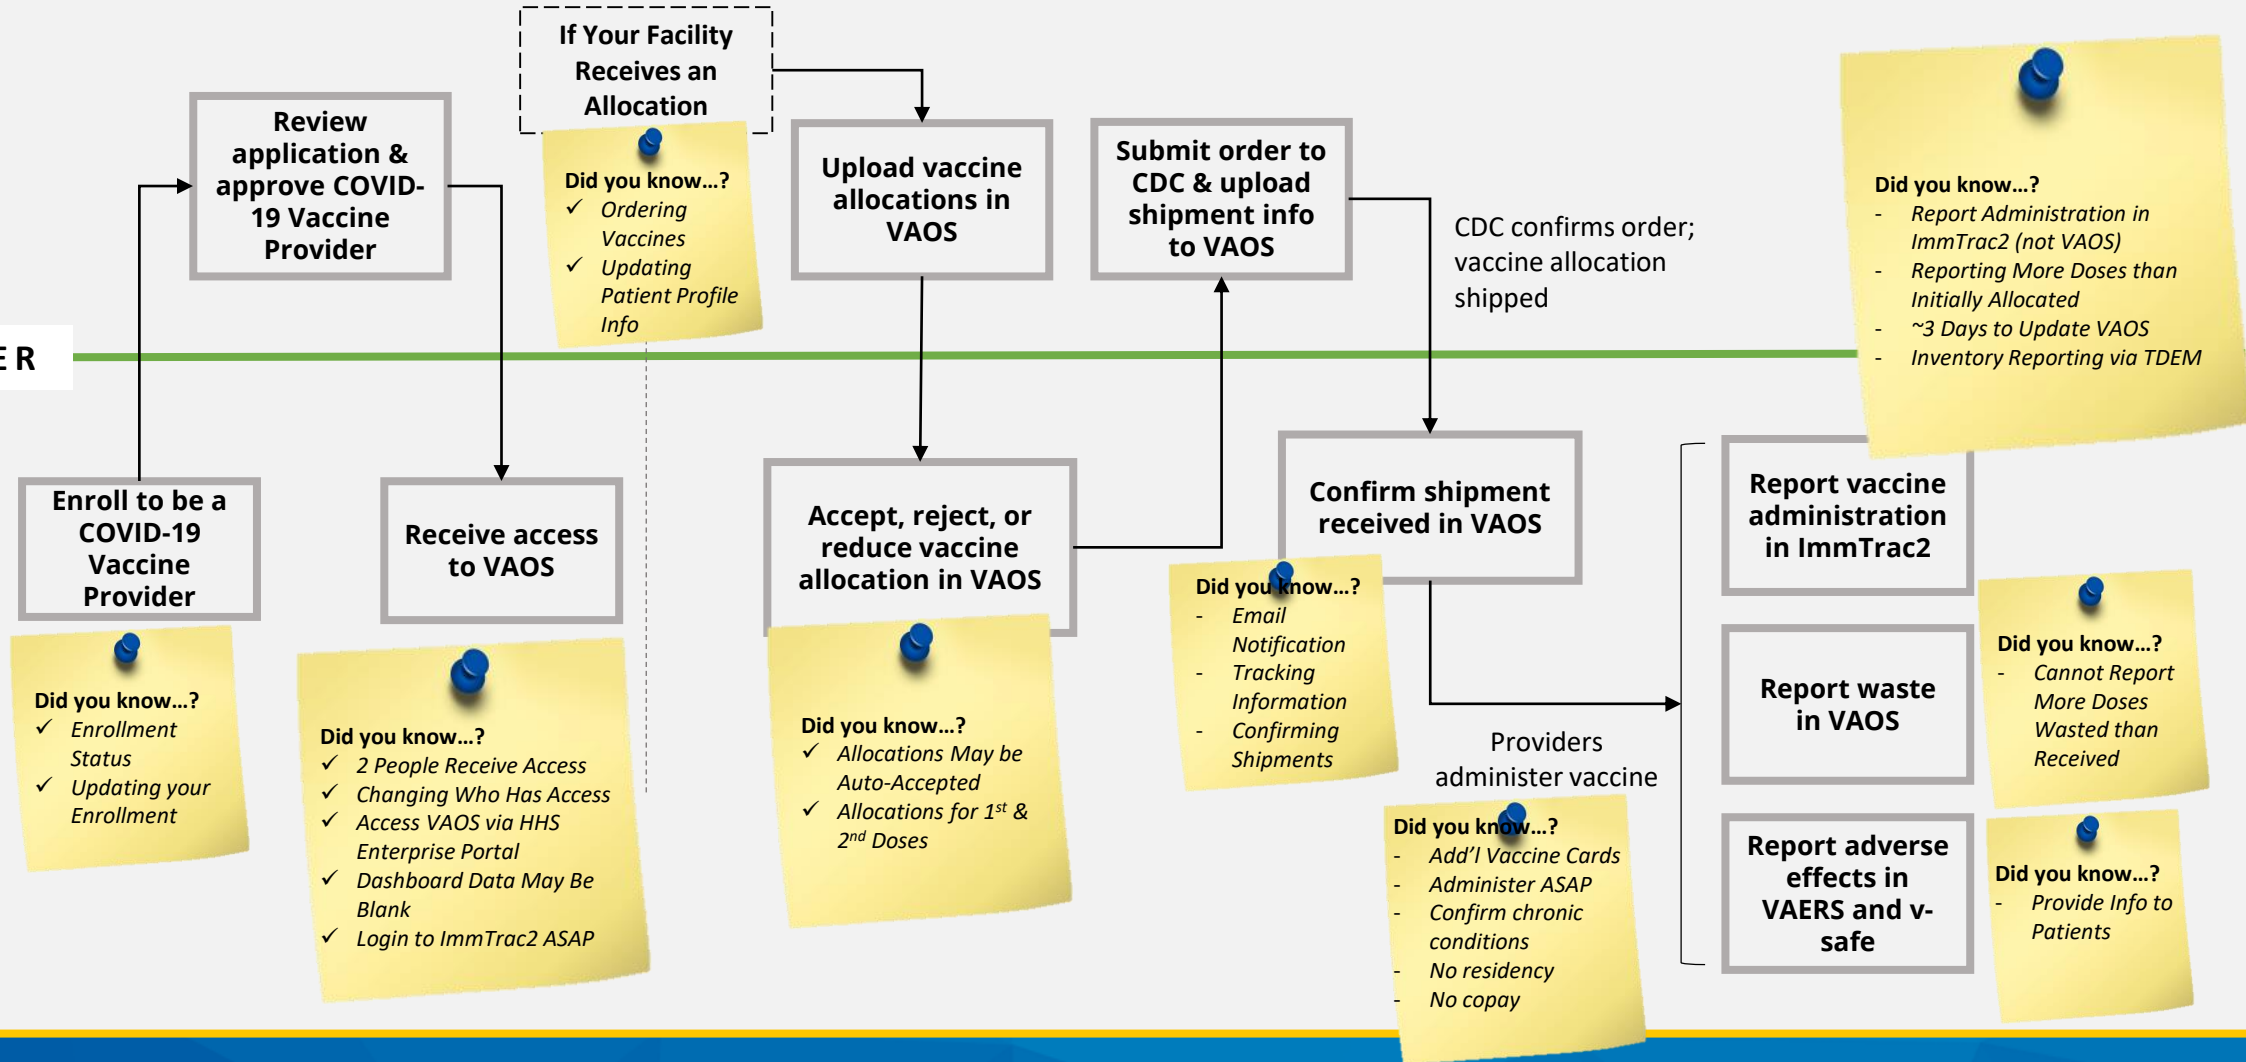 If Your Facility
Receives an
Allocation
Review
application &
approve COVID-
19 Vaccine
Provider
Did you know...?
✓ Ordering
Vaccines
✓ Updating
Patient Profile
Info
Upload vaccine
allocations in
VAOS
Submit order to
CDC & upload
shipment info
to VAOS
CDC confirms order;
vaccine allocation
shipped
Did you know...?
- Report Administration in
ImmTrac2 (not VAOS)
- Reporting More Doses than
Initially Allocated
- ~3 Days to Update VAOS
- Inventory Reporting via TDEM
ER
Enroll to be a
COVID-19
Vaccine
Provider
Did you know...?
✓ Enrollment
Status
✓ Updating your
Enrollment
Receive access
to VAOS
Did you know...?
✓ 2 People Receive Access
✓ Changing Who Has Access
✓ Access VAOS via HHS
Enterprise Portal
✓ Dashboard Data May Be
Blank
✓ Login to ImmTrac2 ASAP
Accept, reject, or
reduce vaccine
allocation in VAOS
Did you know...?
✓ Allocations May be
Auto-Accepted
✓ Allocations for 1st &
2nd Doses
Confirm shipment
received in VAOS
Did you know...?
- Email
Notification
- Tracking
Information
- Confirming
Shipments
Providers
administer vaccine
Did you know...?
- Add'l Vaccine Cards
- Administer ASAP
- Confirm chronic
conditions
- No residency
- No copay
Report vaccine
administration
in ImmTrac2
Report waste
in VAOS
Did you know...?
- Cannot Report
More Doses
Wasted than
Received
Report adverse
effects in
VAERS and v-
safe
Did you know...?
- Provide Info to
Patients